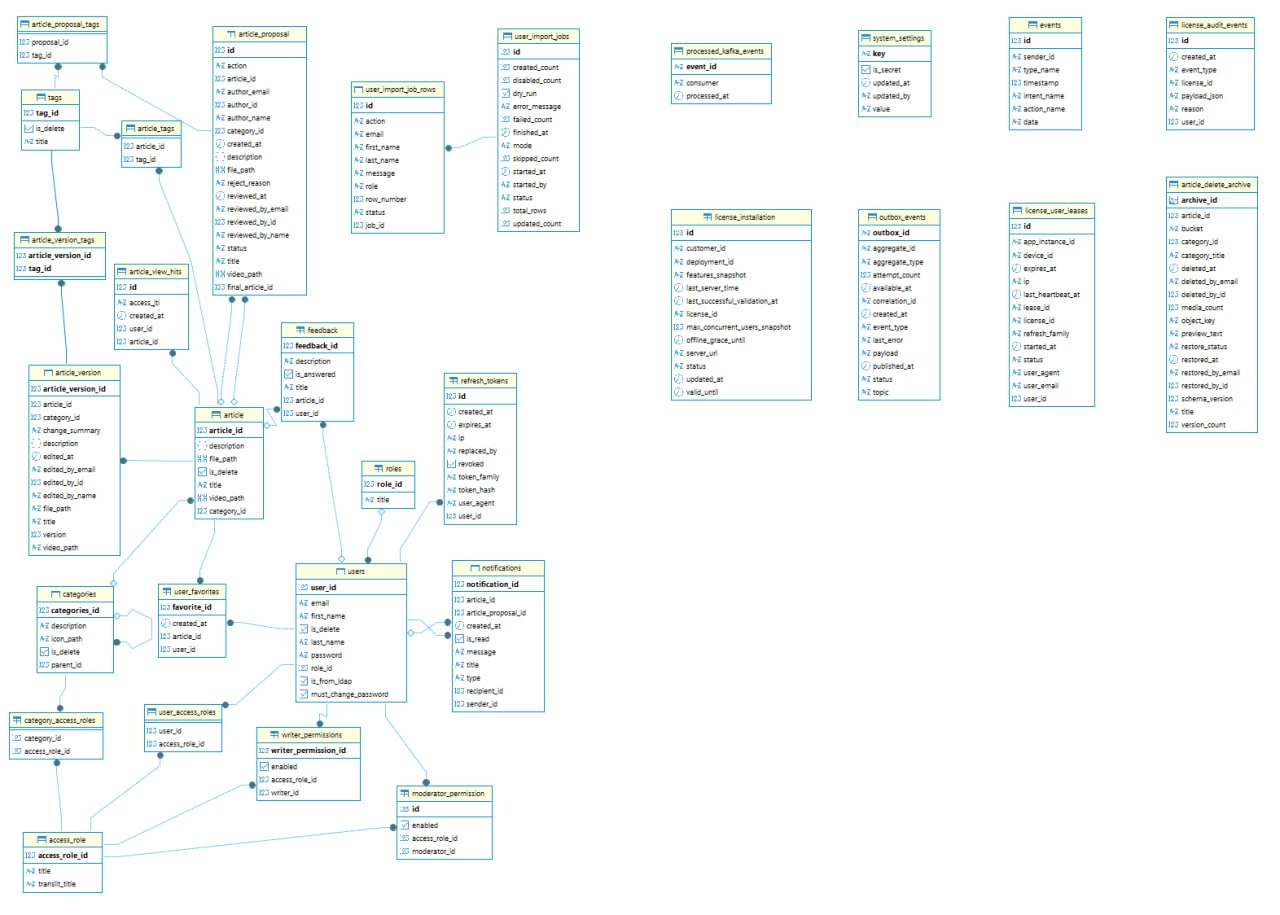 article_proposal_tags
proposal_id
tag_id
tags
tag_id
is_delete
title
article_tags
article_id
tag_id
article_proposal
id
action
article_id
author_email
author_id
author_name
category_id
created_at
description
file_path
reject_reason
reviewed_at
reviewed_by_email
reviewed_by_id
reviewed_by_name
status
title
video_path
final_article_id
user_import_job_rows
id
action
email
first_name
last_name
message
role
row_number
status
job_id
user_import_jobs
id
created_count
disabled_count
dry_run
error_message
failed_count
finished_at
mode
skipped_count
started_at
started_by
status
total_rows
updated_count
processed_kafka_events
event_id
consumer
processed_at
system_settings
key
is_secret
updated_at
updated_by
value
events
id
sender_id
type_name
timestamp
intent_name
action_name
data
license_audit_events
id
created_at
event_type
license_id
payload_json
reason
user_id
article_version_tags
article_version_id
tag_id
article_view_hits
id
access_jti
created_at
user_id
article_id
license_installation
id
customer_id
deployment_id
features_snapshot
last_server_time
last_successful_validation_at
license_id
max_concurrent_users_snapshot
offline_grace_until
server_url
status
updated_at
valid_until
outbox_events
outbox_id
aggregate_id
aggregate_type
attempt_count
available_at
correlation_id
created_at
event_type
last_error
payload
published_at
status
topic
license_user_leases
id
app_instance_id
device_id
expires_at
ip
last_heartbeat_at
lease_id
license_id
refresh_family
started_at
status
user_agent
user_email
user_id
article_delete_archive
archive_id
article_id
bucket
category_id
category_title
deleted_at
deleted_by_email
deleted_by_id
media_count
object_key
preview_text
restore_status
restored_at
restored_by_email
restored_by_id
schema_version
title
version_count
article_version
article_version_id
article_id
category_id
change_summary
description
edited_at
edited_by_email
edited_by_id
edited_by_name
file_path
title
version
video_path
feedback
feedback_id
description
is_answered
title
article_id
user_id
article
article_id
description
file_path
is_delete
title
video_path
category_id
refresh_tokens
id
created_at
expires_at
ip
replaced_by
revoked
token_family
token_hash
user_agent
user_id
roles
role_id
title
categories
categories_id
description
icon_path
is_delete
parent_id
user_favorites
favorite_id
created_at
article_id
user_id
users
user_id
email
first_name
is_delete
last_name
password
role_id
is_from_ldap
must_change_password
notifications
notification_id
article_id
article_proposal_id
created_at
is_read
message
title
type
recipient_id
sender_id
category_access_roles
category_id
access_role_id
user_access_roles
user_id
access_role_id
writer_permissions
writer_permission_id
enabled
access_role_id
writer_id
moderator_permission
id
enabled
access_role_id
moderator_id
access_role
access_role_id
title
translit_title